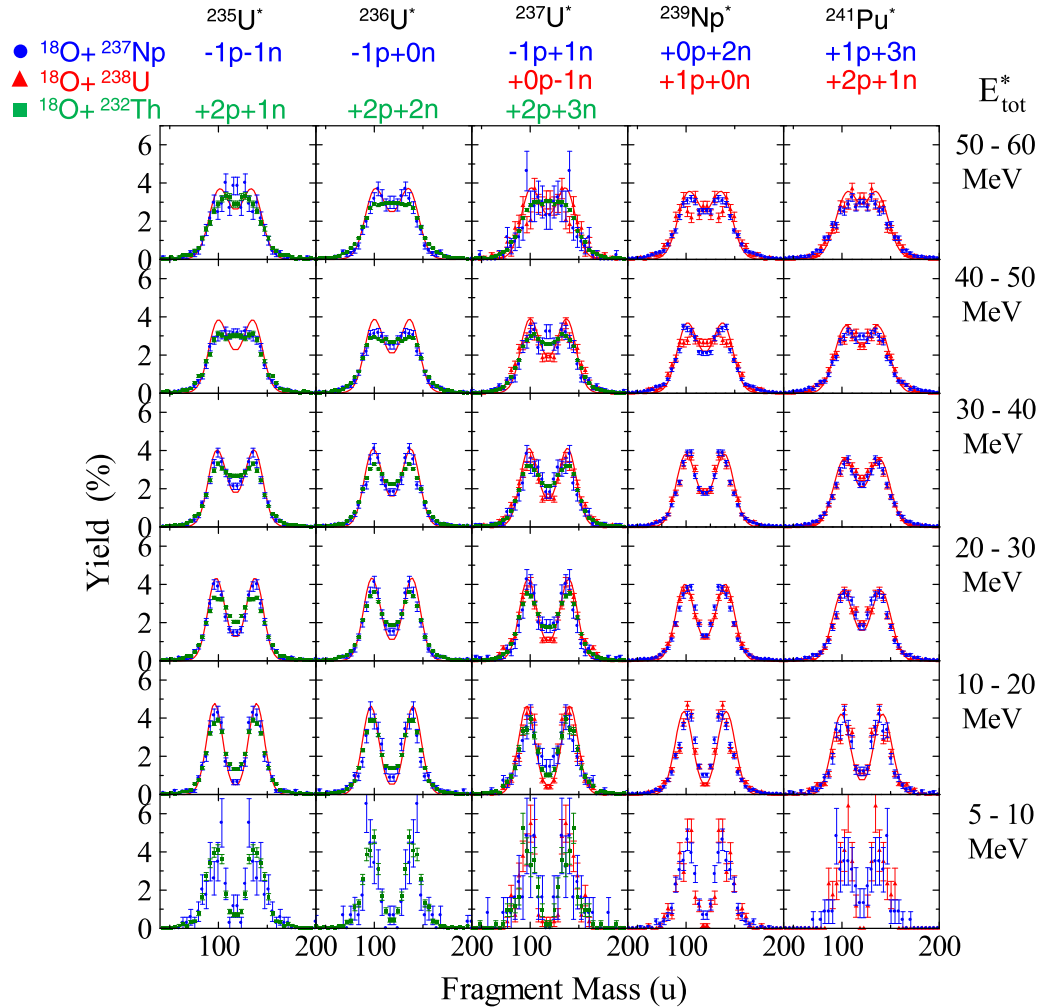 235U* 236U* 237U* 239Np* 241Pu*
18O+ 237Np -1p-1n -1p+0n -1p+1n +0p+2n +1p+3n
18O+ 238U +0p-1n +1p+0n +2p+1n
18O+ 232Th +2p+1n +2p+2n +2p+3n
E*tot
6
4
2
0
50 - 60
MeV
6
4
2
0
40 - 50
MeV
6
4
2
0
30 - 40
MeV
6
4
2
0
20 - 30
MeV
6
4
2
0
10 - 20
MeV
6
4
2
0
5 - 10
MeV
Yield (%)
100 200 100 200 100 200 100 200 100 200
Fragment Mass (u)